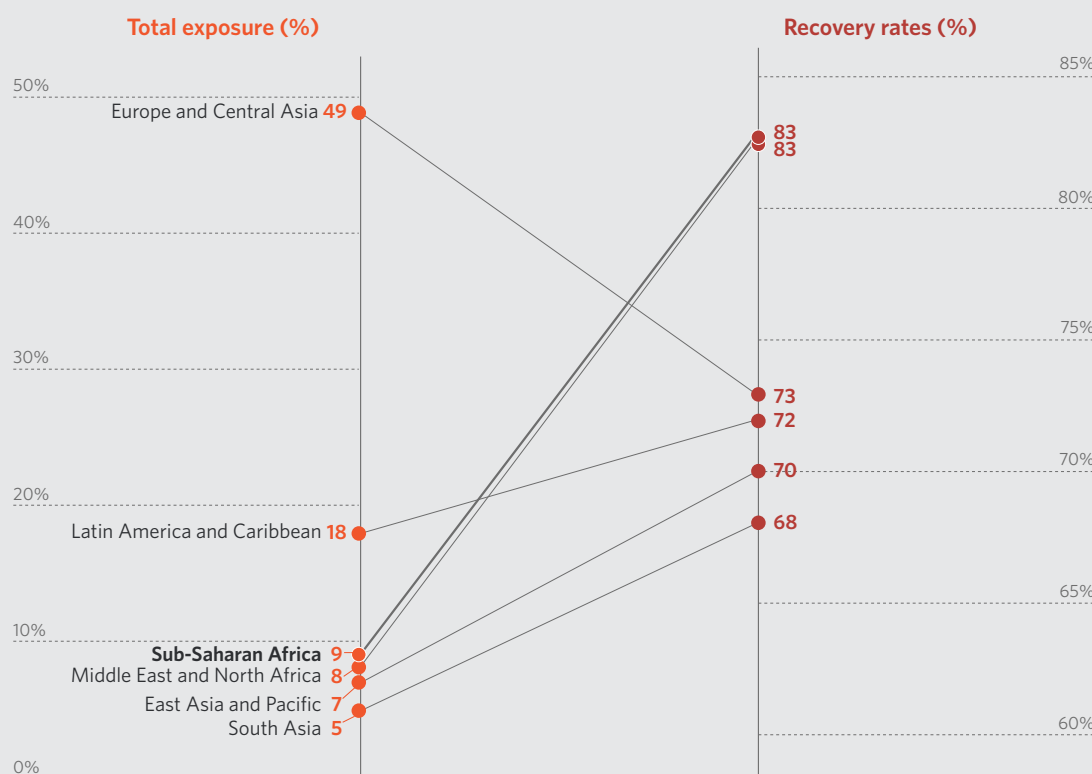 Total exposure (%)
Recovery rates (%)
85%
50%
Europe and Central Asia 49
83
83
80%
40%
75%
30%
73
72
70%
70
20%
Latin America and Caribbean 18
68
65%
10%
Sub-Saharan Africa 9
Middle East and North Africa 8
East Asia and Pacific 7
South Asia 5
60%
0%